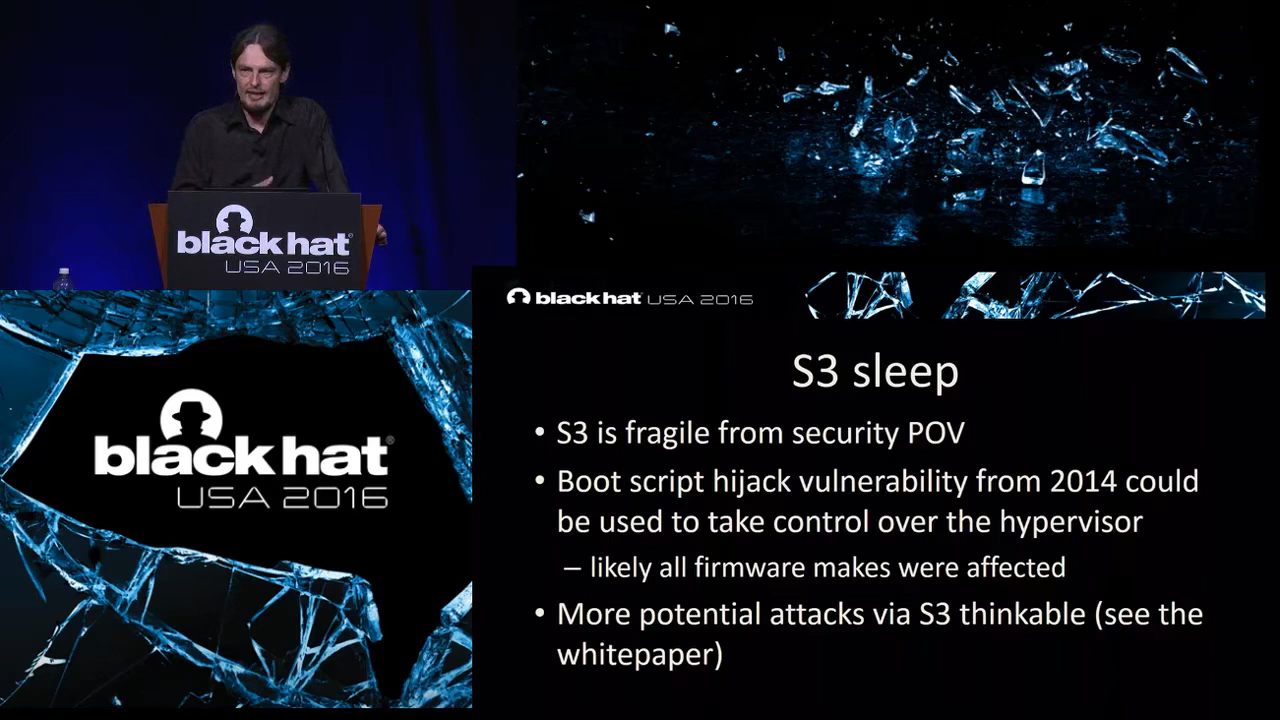 black hat
USA 2016
black hat USA 2016
black hat
USA 2016
S3 sleep
• S3 is fragile from security POV
• Boot script hijack vulnerability from 2014 could
be used to take control over the hypervisor
– likely all firmware makes were affected
• More potential attacks via S3 thinkable (see the
whitepaper)